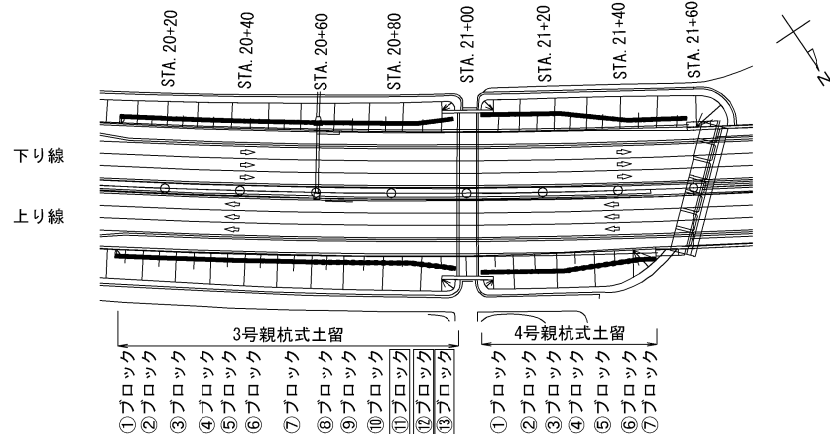 STA. 20+20
STA. 20+40
STA. 20+60
STA. 20+80
STA. 21+00
STA. 21+20
STA. 21+40
STA. 21+60
N
下り線
上り線
3号親杭式土留
4号親杭式土留
①ブロック
②ブロック
③ブロック
④ブロック
⑤ブロック
⑥ブロック
⑦ブロック
⑧ブロック
⑨ブロック
⑩ブロック
⑪ブロック
⑫ブロック
⑬ブロック
①ブロック
②ブロック
③ブロック
④ブロック
⑤ブロック
⑥ブロック
⑦ブロック